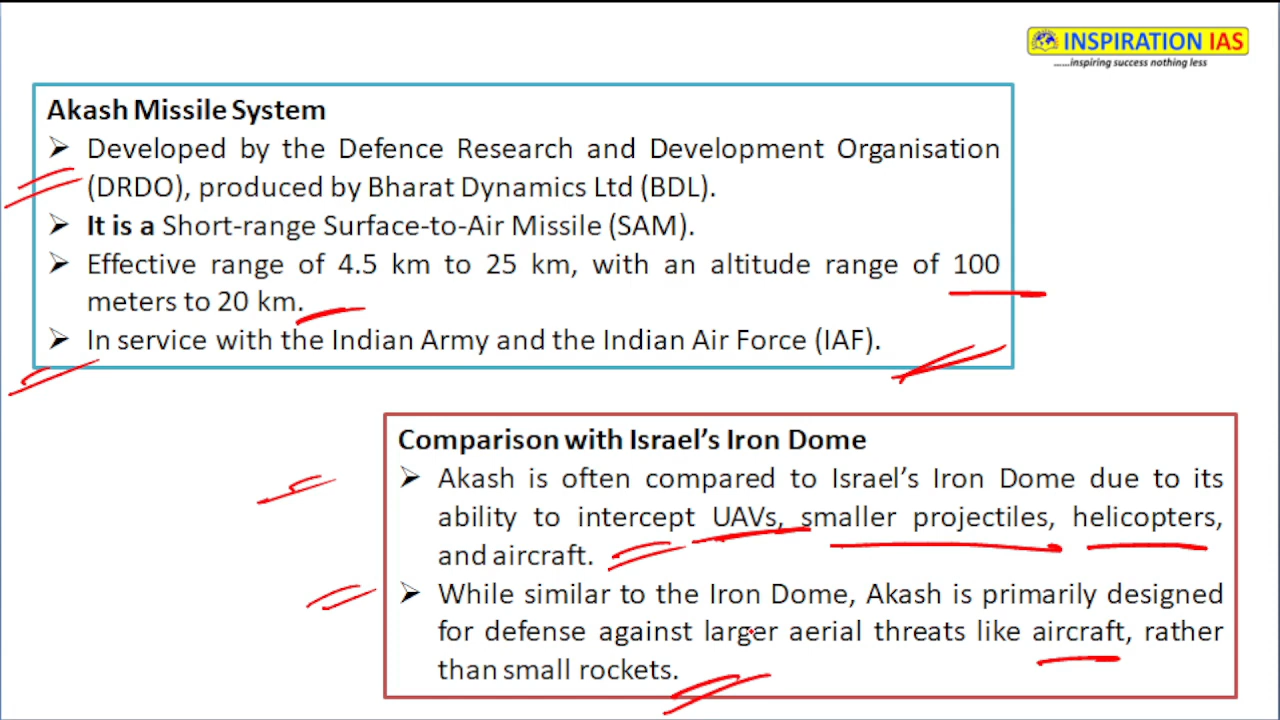 INSPIRATION IAS
......inspiring success nothing less
Akash Missile System
➢ Developed by the Defence Research and Development Organisation
(DRDO), produced by Bharat Dynamics Ltd (BDL).
➢ It is a Short-range Surface-to-Air Missile (SAM).
➢ Effective range of 4.5 km to 25 km, with an altitude range of 100
meters to 20 km.
➢ In service with the Indian Army and the Indian Air Force (IAF).
Comparison with Israel’s Iron Dome
➢ Akash is often compared to Israel’s Iron Dome due to its
ability to intercept UAVs, smaller projectiles, helicopters,
and aircraft.
➢ While similar to the Iron Dome, Akash is primarily designed
for defense against larger aerial threats like aircraft, rather
than small rockets.